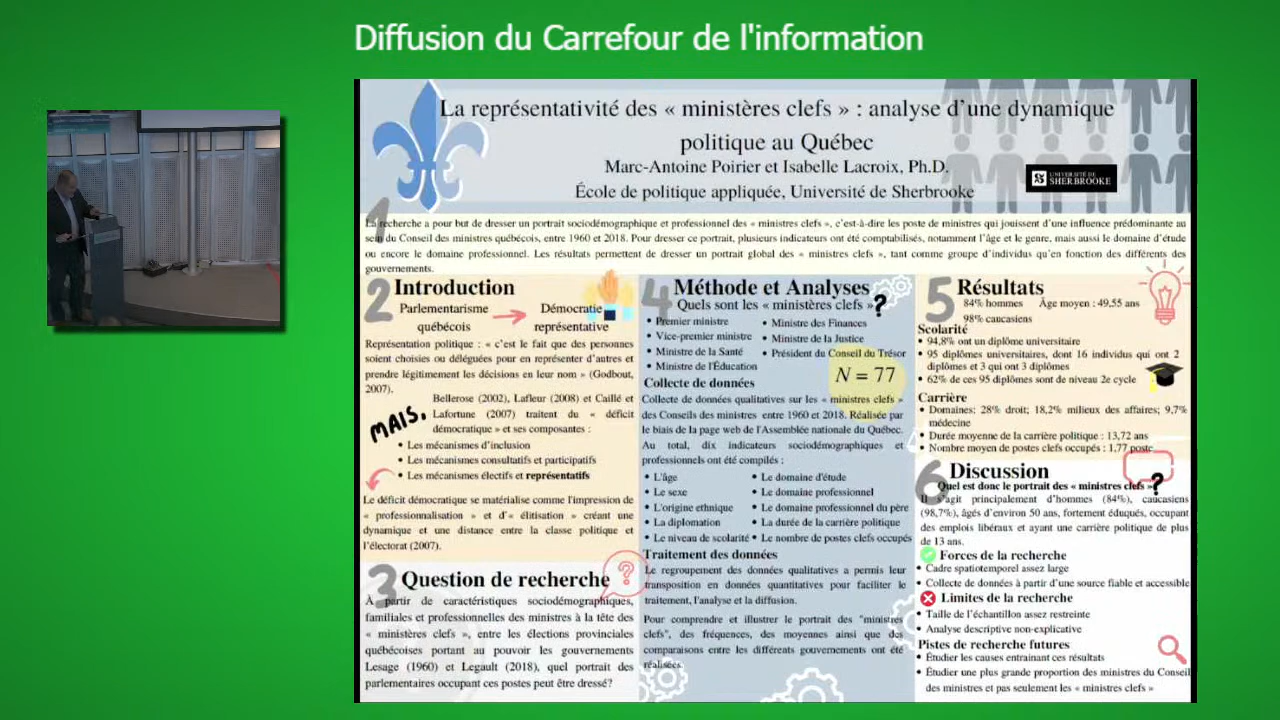 Diffusion du Carrefour de l'information
La représentativité des « ministères clefs » : analyse d’une dynamique
politique au Québec
Marc-Antoine Poirier et Isabelle Lacroix, Ph.D.
École de politique appliquée, Université de Sherbrooke
UNIVERSITÉ DE
SHERBROOKE
1
La recherche a pour but de dresser un portrait sociodémographique et professionnel des « ministres clefs », c’est-à-dire les poste de ministres qui jouissent d’une influence prédominante au
sein du Conseil des ministres québécois, entre 1960 et 2018. Pour dresser ce portrait, plusieurs indicateurs ont été comptabilisés, notamment l’âge et le genre, mais aussi le domaine d’étude
ou encore le domaine professionnel. Les résultats permettent de dresser un portrait global des « ministres clefs », tant comme groupe d’individus qu’en fonction des différents des
gouvernements.
2 Introduction
Parlementarisme
québécois
Démocratie
représentative
Représentation politique : « c’est le fait que des personnes
soient choisies ou déléguées pour en représenter d’autres et
prendre légitimement les décisions en leur nom » (Godbout,
2007).
MAIS,
Bellerose (2002), Lafleur (2008) et Caillé et
Lafortune (2007) traitent du « déficit
démocratique » et ses composantes :
• Les mécanismes d’inclusion
• Les mécanismes consultatifs et participatifs
• Les mécanismes électifs et représentatifs
Le déficit démocratique se matérialise comme l'impression de
« professionnalisation » et d’« élitisation » créant une
dynamique et une distance entre la classe politique et
l’électorat (2007).
3 Question de recherche
?
À partir de caractéristiques sociodémographiques,
familiales et professionnelles des ministres à la tête des
« ministères clefs », entre les élections provinciales
québécoises portant au pouvoir les gouvernements
Lesage (1960) et Legault (2018), quel portrait des
parlementaires occupant ces postes peut être dressé?
4 Méthode et Analyses
Quels sont les « ministères clefs »?
• Premier ministre
• Vice-premier ministre
• Ministre de la Santé
• Ministre de l'Éducation
• Ministre des Finances
• Ministre de la Justice
• Président du Conseil du Trésor
N = 77
Collecte de données
Collecte de données qualitatives sur les « ministres clefs »
des Conseils des ministres entre 1960 et 2018. Réalisée par
le biais de la page web de l'Assemblée nationale du Québec.
Au total, dix indicateurs sociodémographiques et
professionnels ont été compilés :
• L'âge
• Le sexe
• L'origine ethnique
• La diplomation
• Le niveau de scolarité
• Le domaine d'étude
• Le domaine professionnel
• Le domaine professionnel du père
• La durée de la carrière politique
• Le nombre de postes clefs occupés
Traitement des données
Le regroupement des données qualitatives a permis leur
transposition en données quantitatives pour faciliter le
traitement, l'analyse et la diffusion.
Pour comprendre et illustrer le portrait des "ministres
clefs", des fréquences, des moyennes ainsi que des
comparaisons entre les différents gouvernements ont été
réalisées.
5 Résultats
84% hommes Âge moyen : 49,55 ans
98% caucasiens
Scolarité
• 94,8% ont un diplôme universitaire
• 95 diplômes universitaires, dont 16 individus qui ont 2
diplômes et 3 qui ont 3 diplômes
• 62% de ces 95 diplômes sont de niveau 2e cycle
Carrière
• Domaines: 28% droit; 18,2% milieux des affaires; 9,7%
médecine
• Durée moyenne de la carrière politique : 13,72 ans
• Nombre moyen de postes clefs occupés : 1,77 poste
6 Discussion
Quel est donc le portrait des « ministres clefs »?
Il s'agit principalement d’hommes (84%), caucasiens
(98,7%), âgés d’environ 50 ans, fortement éduqués, occupant
des emplois libéraux et ayant une carrière politique de plus
de 13 ans.
Forces de la recherche
• Cadre spatiotemporel assez large
• Collecte de données à partir d’une source fiable et accessible
Limites de la recherche
• Taille de l'échantillon assez restreinte
• Analyse descriptive non-explicative
Pistes de recherche futures
• Étudier les causes entrainant ces résultats
• Étudier une plus grande proportion des ministres du Conseil
des ministres et pas seulement les « ministres clefs »